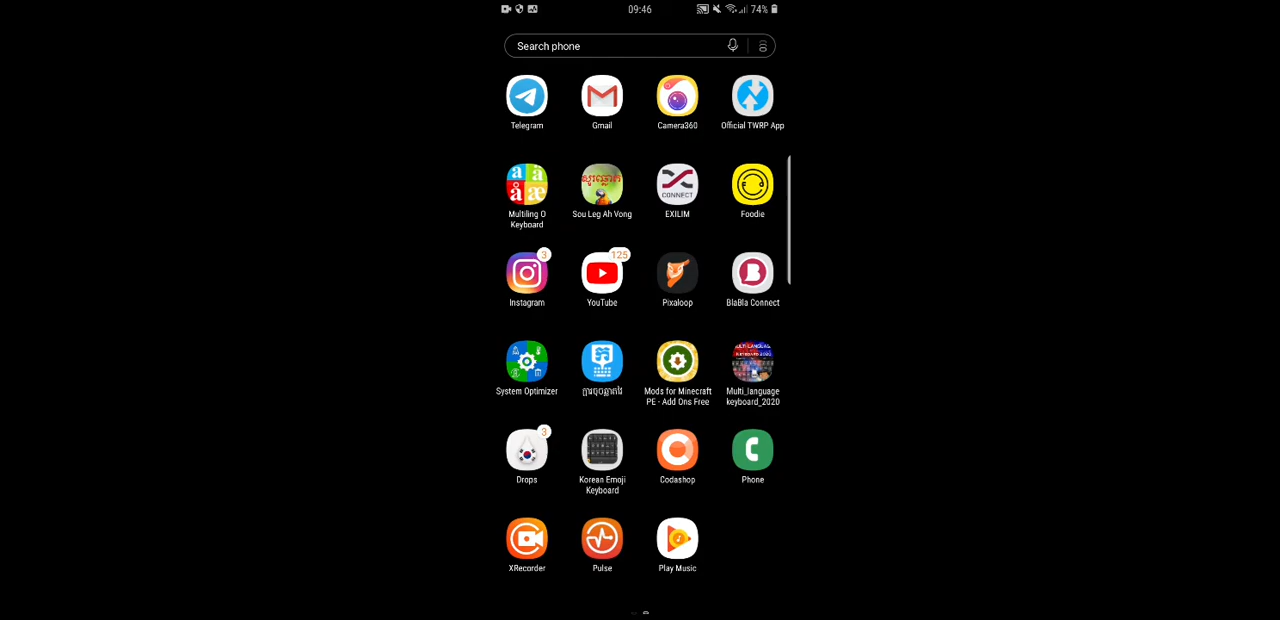 09:46
74%
Search phone
Telegram
Gmail
Camera360
Official TWRP App
Multiling O
Keyboard
Sou Leg Ah Vong
EXILIM
Foodie
CONNECT
3
125
Instagram
YouTube
Pixaloop
BlaBla Connect
KEYBOARD 2020
System Optimizer
Mods for Minecraft
PE - Add Ons Free
Multi_language
keyboard_2020
3
Drops
Korean Emoji
Keyboard
Codashop
Phone
XRecorder
Pulse
Play Music